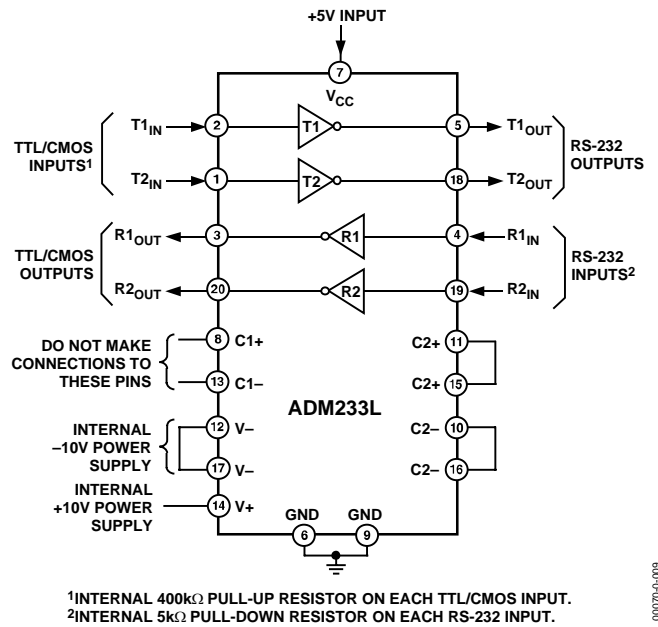 +5V INPUT
7
VCC
TTL/CMOS
INPUTS1
T1IN
2
T1
5
T1OUT
T2IN
1
T2
18
T2OUT
RS-232
OUTPUTS
TTL/CMOS
OUTPUTS
R1OUT
3
R1
4
R1IN
R2OUT
20
R2
19
R2IN
RS-232
INPUTS2
DO NOT MAKE
CONNECTIONS TO
THESE PINS
8 C1+
13 C1–
C2+ 11
C2+ 15
ADM233L
INTERNAL
–10V POWER
SUPPLY
12 V–
17 V–
C2– 10
C2– 16
INTERNAL
+10V POWER
SUPPLY
14 V+
GND GND
6 9
1INTERNAL 400kΩ PULL-UP RESISTOR ON EACH TTL/CMOS INPUT.
2INTERNAL 5kΩ PULL-DOWN RESISTOR ON EACH RS-232 INPUT.
00070-0-009